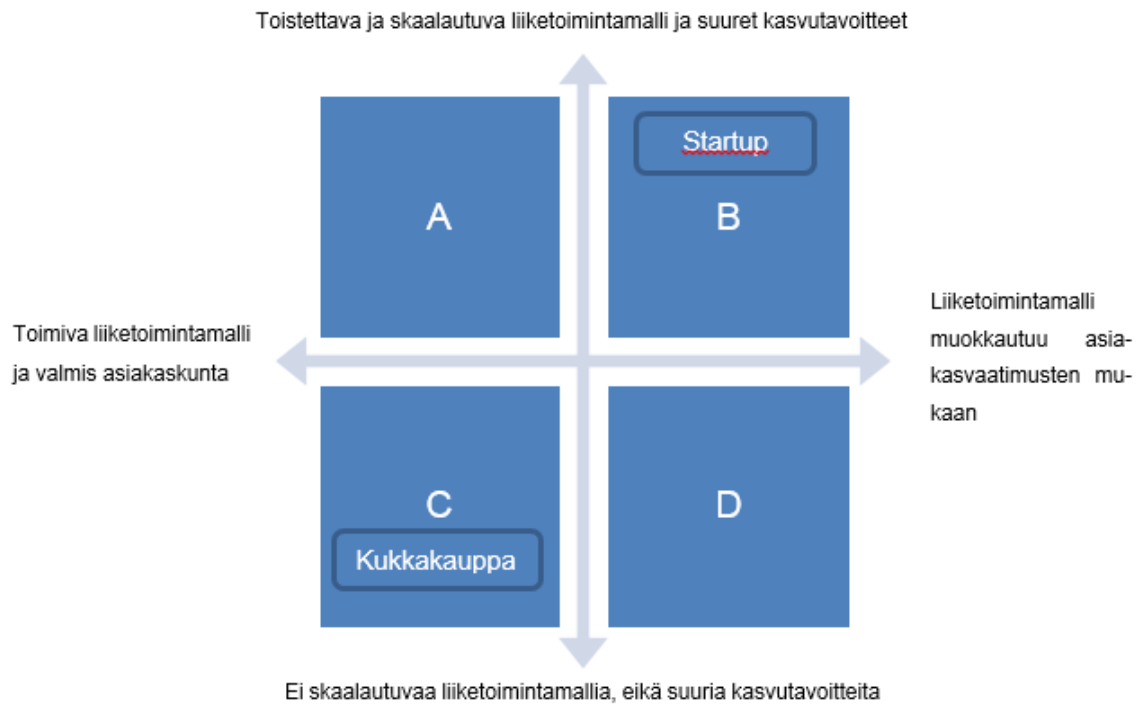 Toistettava ja skaalautuva liiketoimintamalli ja suuret kasvutavoitteet
Startup
A
B
Toimiva liiketoimintamalli
ja valmis asiakaskunta
Liiketoimintamalli
muokkautuu asia-
kasvaatimusten mu-
kaan
C
D
Kukkakauppa
Ei skaalautuvaa liiketoimintamallia, eikä suuria kasvutavoitteita